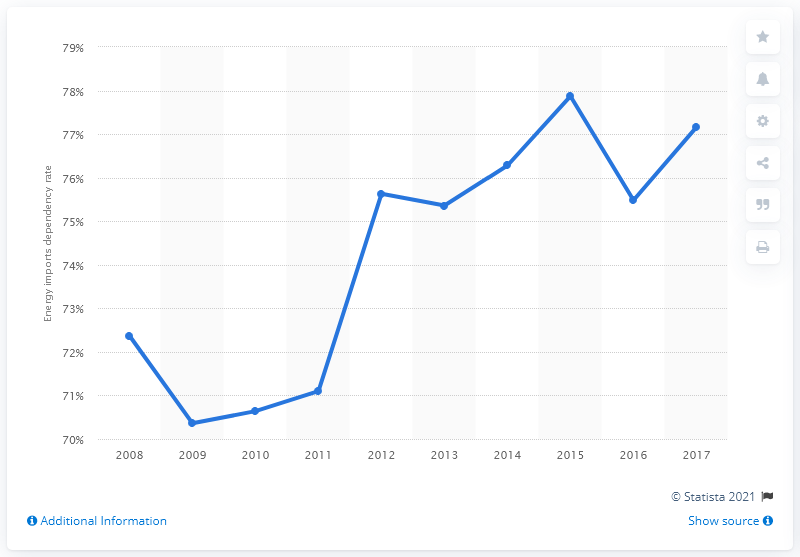 79%
78%
77%
76%
75%
74%
73%
72%
71%
70%
Energy imports dependency rate
2008 2009 2010 2011 2012 2013 2014 2015 2016 2017
© Statista 2021
Additional Information
Show source